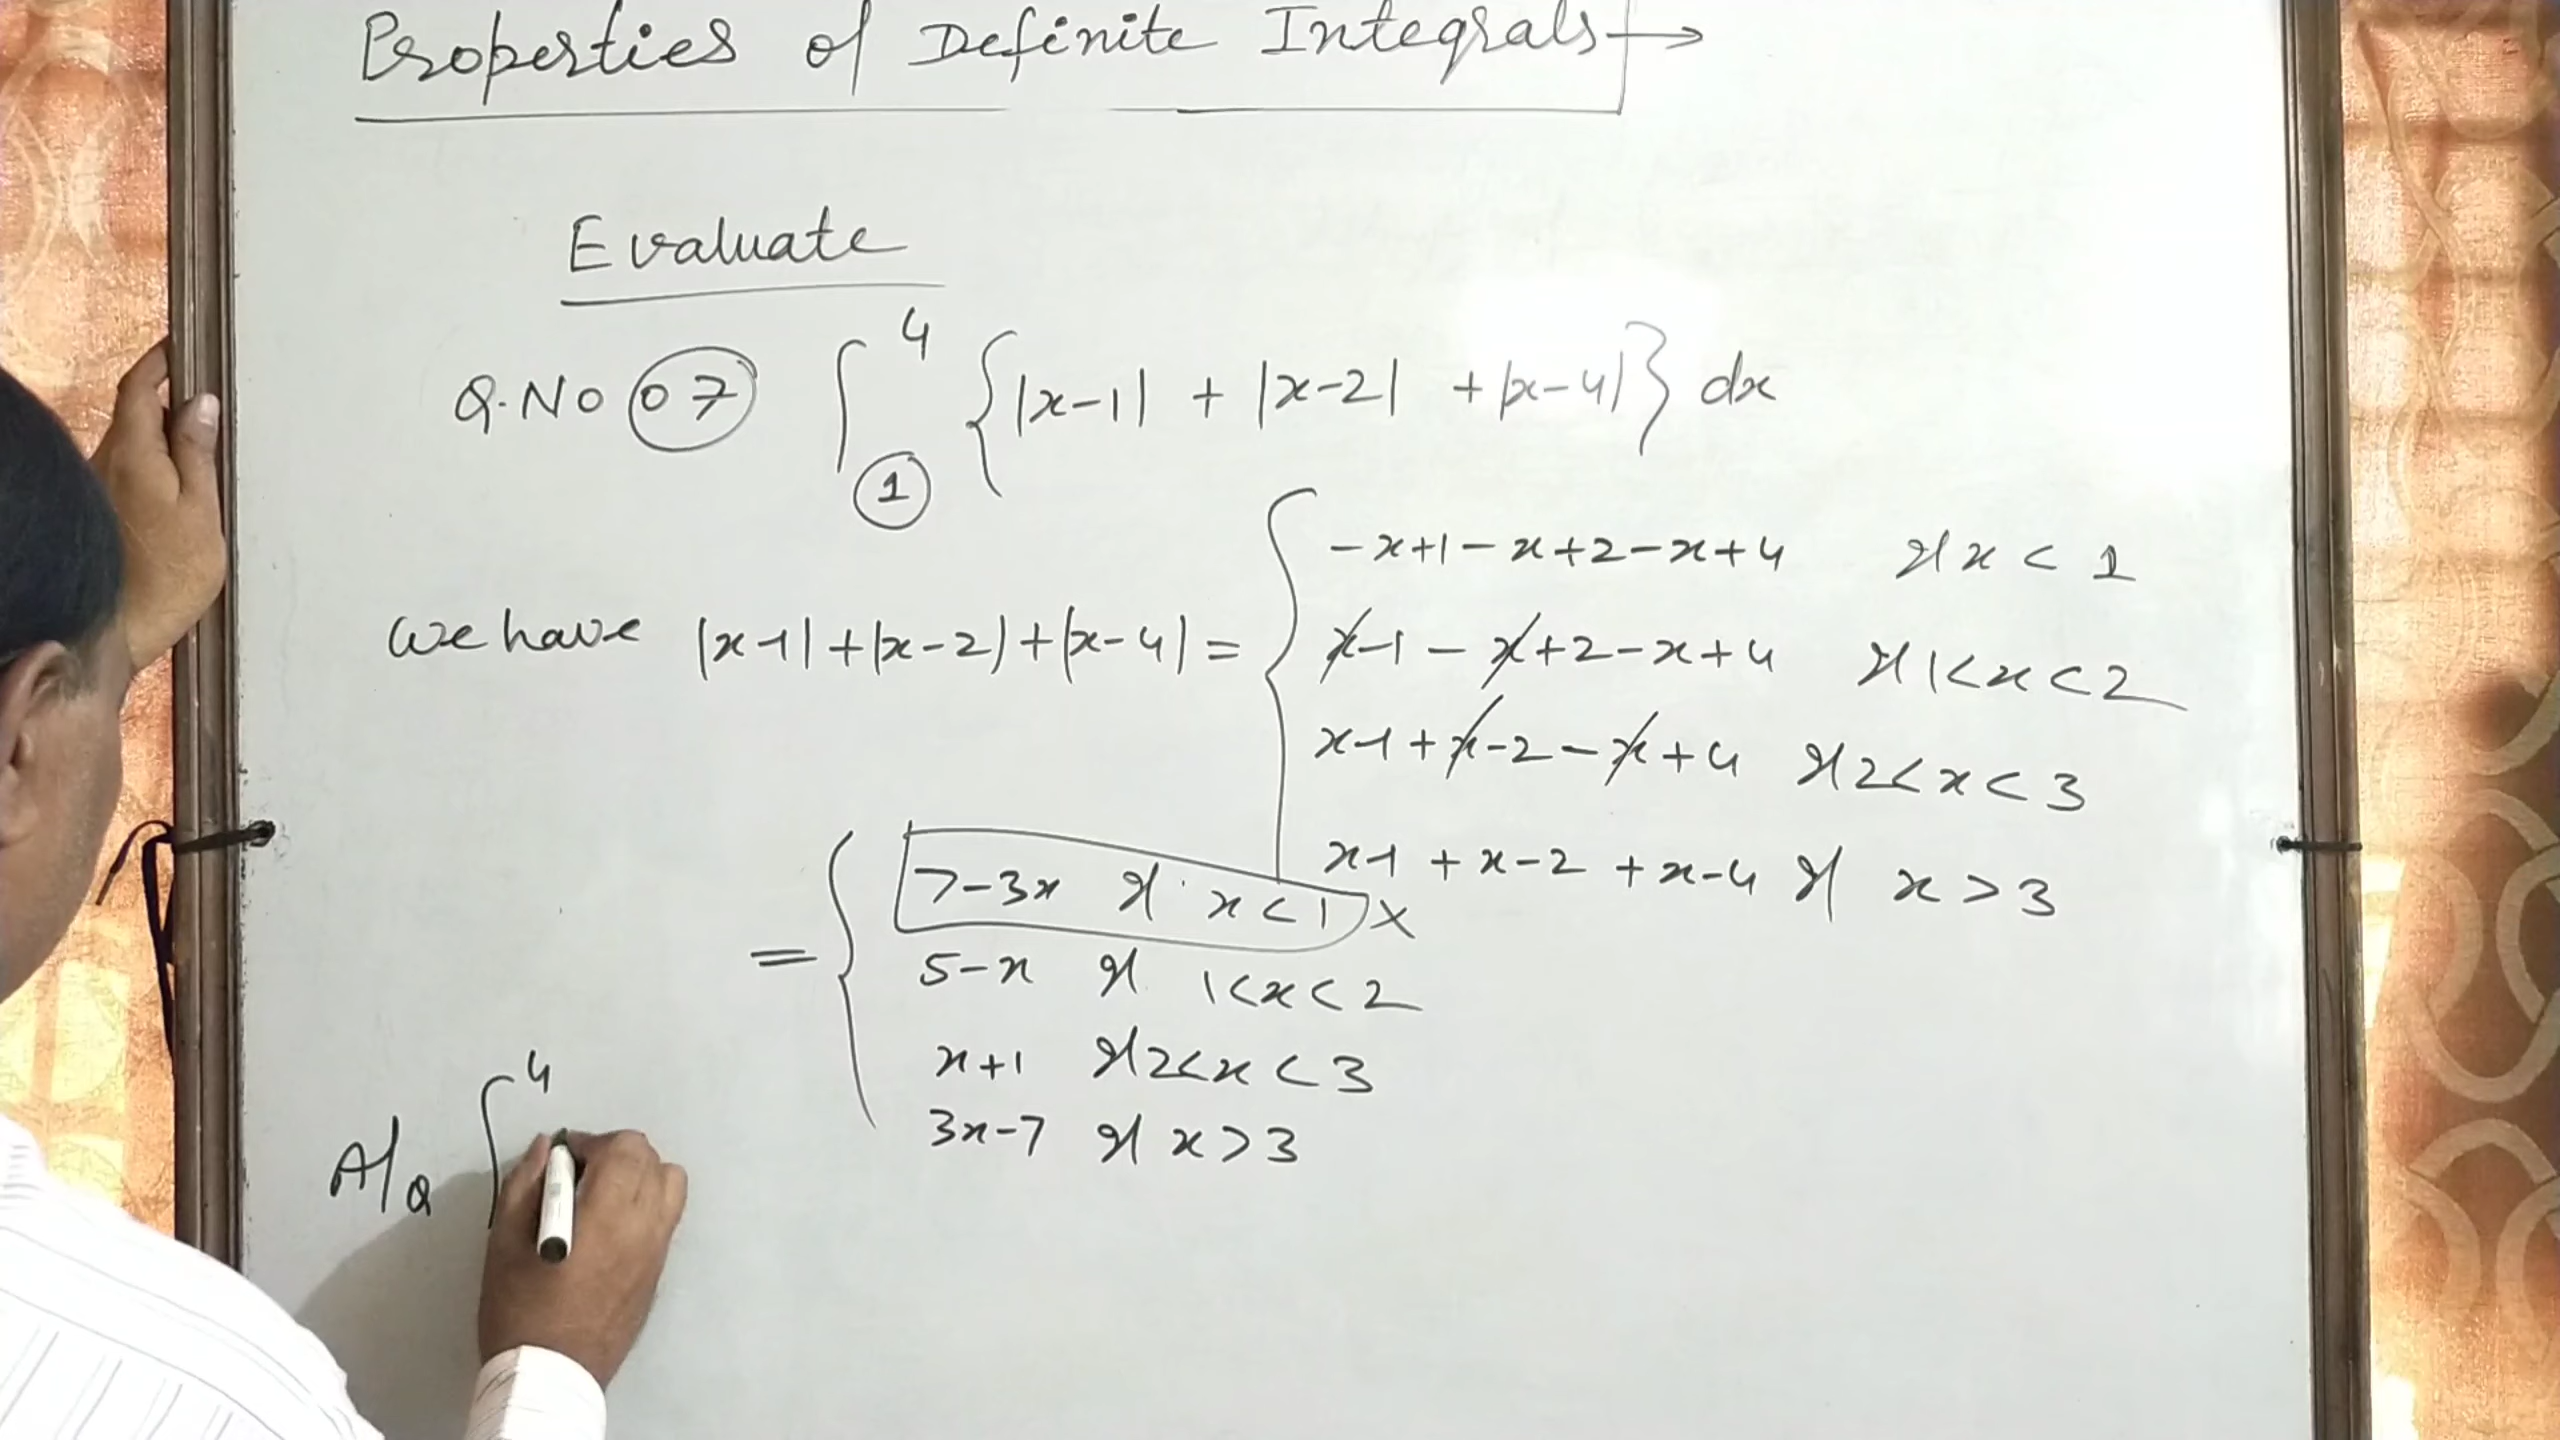 Properties of Definite Integrals →
Evaluate
Q.No 07 ∫₁⁴ {|x-1| + |x-2| + |x-4|} dx
We have |x-1|+|x-2|+|x-4| = { -x+1-x+2-x+4 if x < 1
x-1-x+2-x+4 if 1<x<2
x-1+x-2-x+4 if 2<x<3
x-1+x-2+x-4 if x>3
= { 7-3x if x<1 ×
5-x if 1<x<2
x+1 if 2<x<3
3x-7 if x>3
A/Q ∫⁴